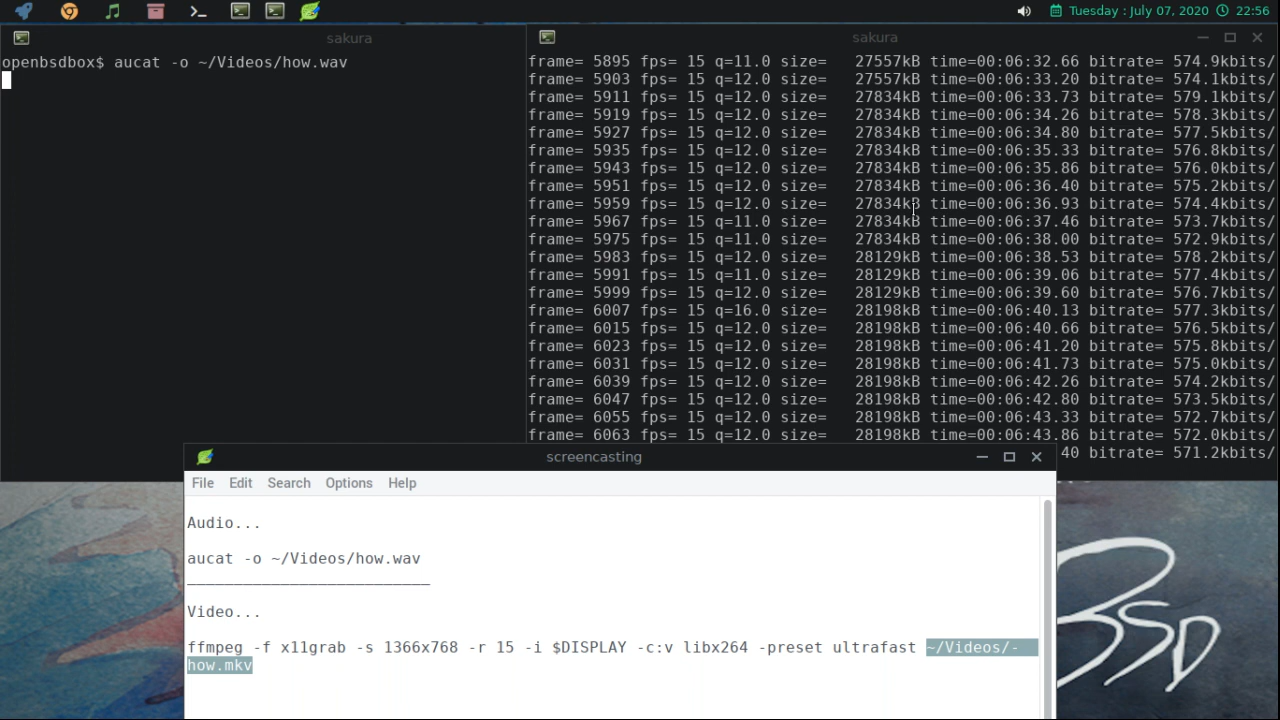 Tuesday : July 07, 2020 22:56
sakura
openbsdbox$ aucat -o ~/Videos/how.wav
sakura
frame= 5895 fps= 15 q=11.0 size=   27557kB time=00:06:32.66 bitrate= 574.9kbits/
frame= 5903 fps= 15 q=12.0 size=   27557kB time=00:06:33.20 bitrate= 574.1kbits/
frame= 5911 fps= 15 q=12.0 size=   27834kB time=00:06:33.73 bitrate= 579.1kbits/
frame= 5919 fps= 15 q=12.0 size=   27834kB time=00:06:34.26 bitrate= 578.3kbits/
frame= 5927 fps= 15 q=12.0 size=   27834kB time=00:06:34.80 bitrate= 577.5kbits/
frame= 5935 fps= 15 q=12.0 size=   27834kB time=00:06:35.33 bitrate= 576.8kbits/
frame= 5943 fps= 15 q=12.0 size=   27834kB time=00:06:35.86 bitrate= 576.0kbits/
frame= 5951 fps= 15 q=12.0 size=   27834kB time=00:06:36.40 bitrate= 575.2kbits/
frame= 5959 fps= 15 q=12.0 size=   27834kB time=00:06:36.93 bitrate= 574.4kbits/
frame= 5967 fps= 15 q=11.0 size=   27834kB time=00:06:37.46 bitrate= 573.7kbits/
frame= 5975 fps= 15 q=11.0 size=   27834kB time=00:06:38.00 bitrate= 572.9kbits/
frame= 5983 fps= 15 q=12.0 size=   28129kB time=00:06:38.53 bitrate= 578.2kbits/
frame= 5991 fps= 15 q=11.0 size=   28129kB time=00:06:39.06 bitrate= 577.4kbits/
frame= 5999 fps= 15 q=12.0 size=   28129kB time=00:06:39.60 bitrate= 576.7kbits/
frame= 6007 fps= 15 q=16.0 size=   28198kB time=00:06:40.13 bitrate= 577.3kbits/
frame= 6015 fps= 15 q=12.0 size=   28198kB time=00:06:40.66 bitrate= 576.5kbits/
frame= 6023 fps= 15 q=12.0 size=   28198kB time=00:06:41.20 bitrate= 575.8kbits/
frame= 6031 fps= 15 q=12.0 size=   28198kB time=00:06:41.73 bitrate= 575.0kbits/
frame= 6039 fps= 15 q=12.0 size=   28198kB time=00:06:42.26 bitrate= 574.2kbits/
frame= 6047 fps= 15 q=12.0 size=   28198kB time=00:06:42.80 bitrate= 573.5kbits/
frame= 6055 fps= 15 q=12.0 size=   28198kB time=00:06:43.33 bitrate= 572.7kbits/
frame= 6063 fps= 15 q=12.0 size=   28198kB time=00:06:43.86 bitrate= 572.0kbits/
40 bitrate= 571.2kbits/
screencasting
File Edit Search Options Help
Audio...
aucat -o ~/Videos/how.wav
__________________________
Video...
ffmpeg -f x11grab -s 1366x768 -r 15 -i $DISPLAY -c:v libx264 -preset ultrafast ~/Videos/-
how.mkv
BSD